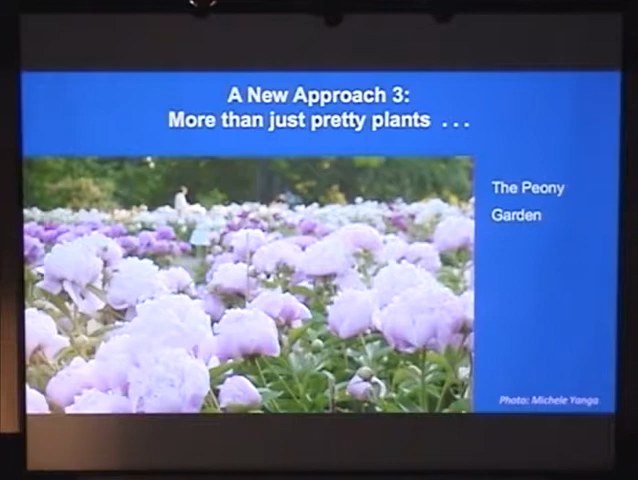 A New Approach 3:
More than just pretty plants . . .
The Peony
Garden
Photo: Michele Yanga